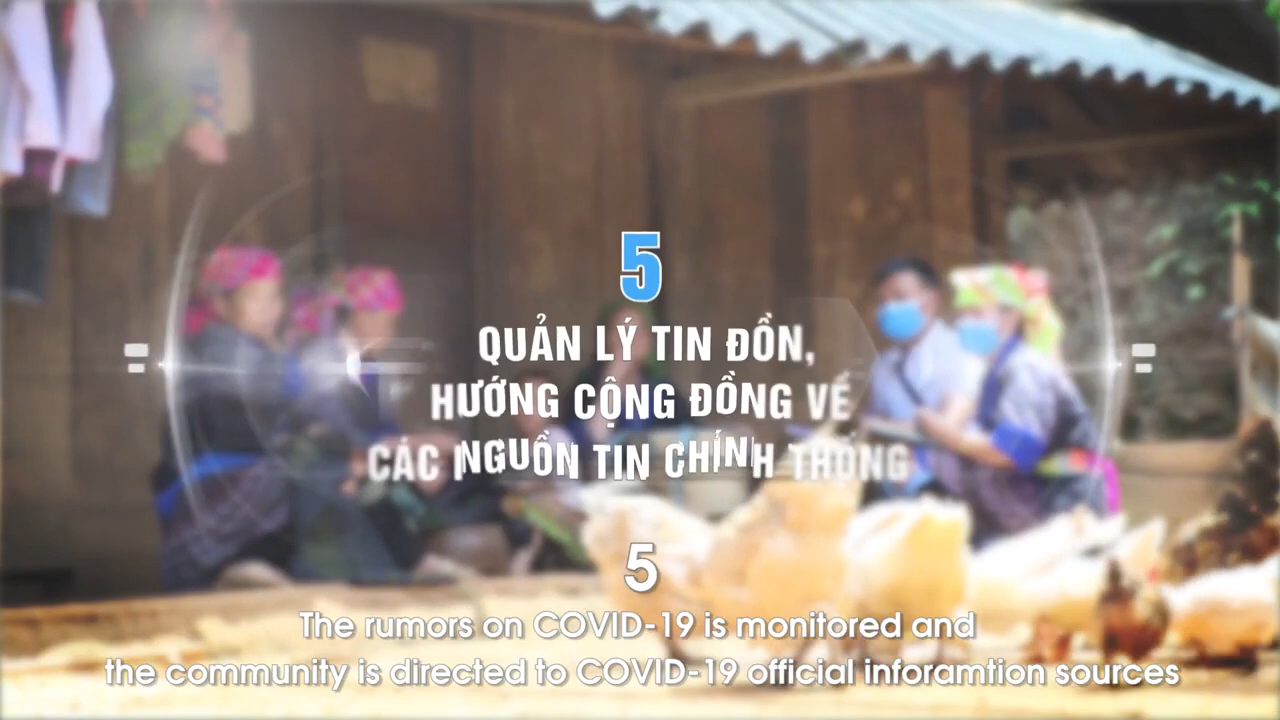 5
QUẢN LÝ TIN ĐỒN,
HƯỚNG CỘNG ĐỒNG VỀ
CÁC NGUỒN TIN CHÍNH THỐNG
5
The rumors on COVID-19 is monitored and
the community is directed to COVID-19 official inforamtion sources